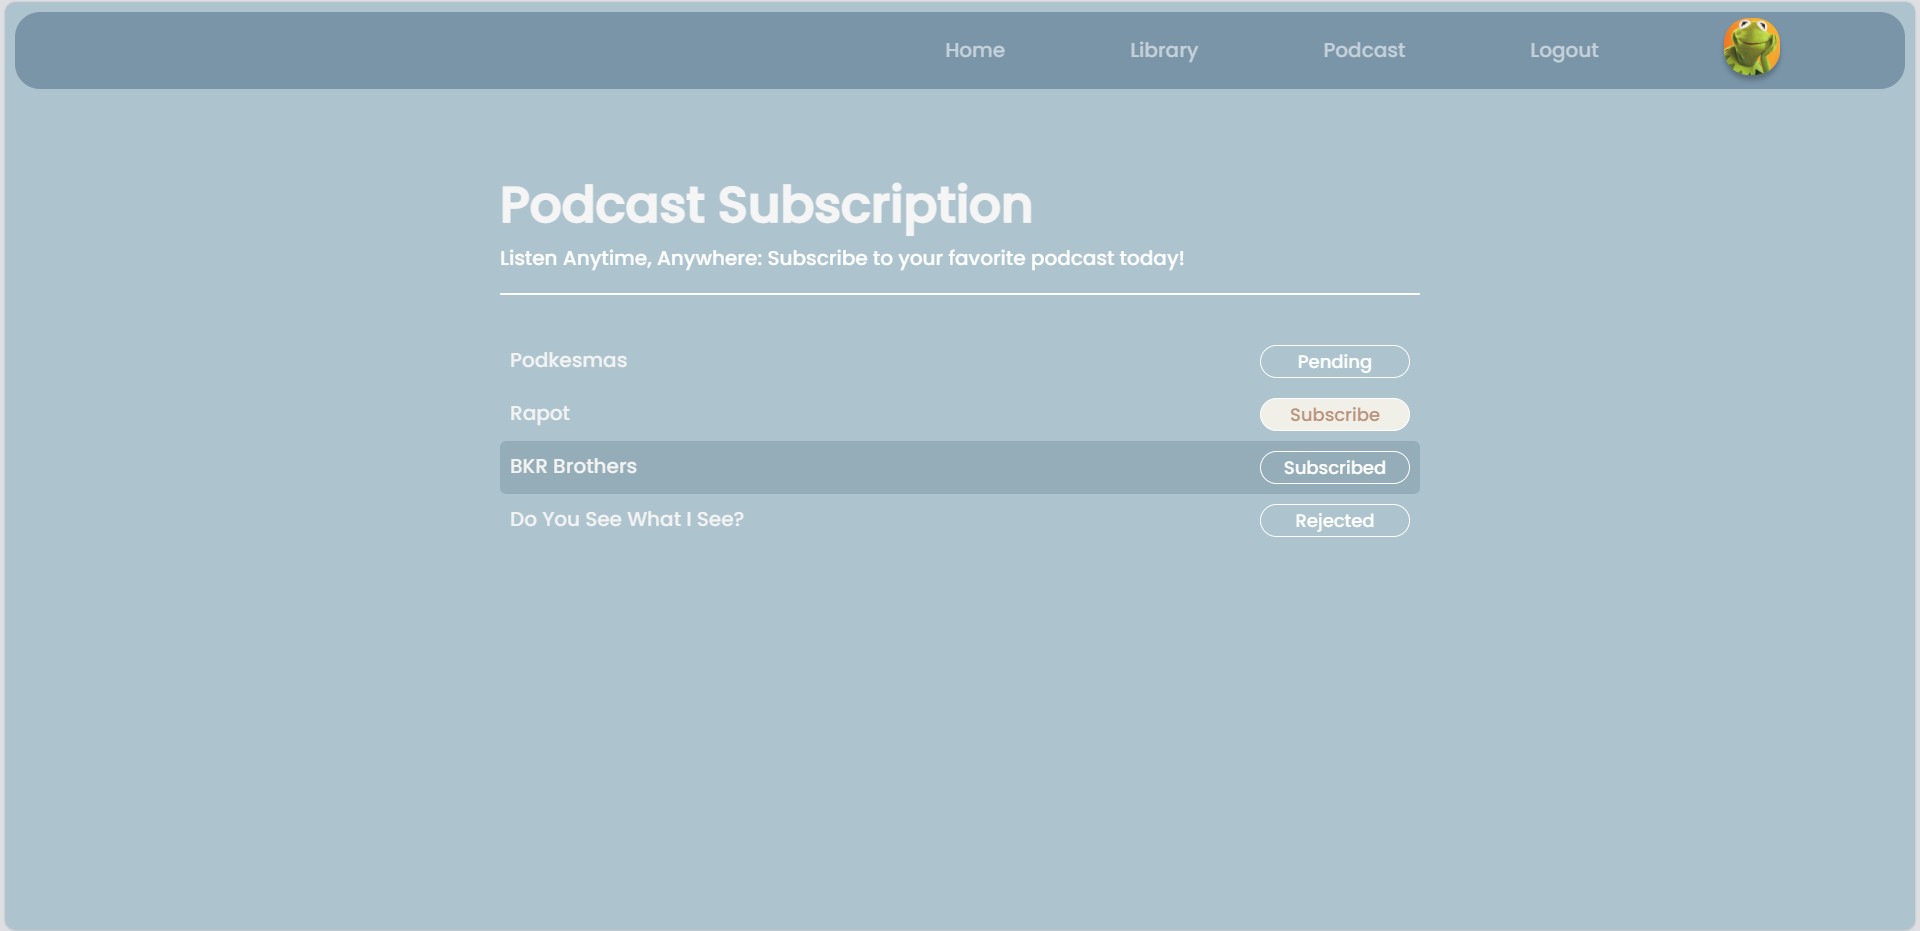 Home Library Podcast Logout
Podcast Subscription
Listen Anytime, Anywhere: Subscribe to your favorite podcast today!
Podkesmas Pending
Rapot Subscribe
BKR Brothers Subscribed
Do You See What I See? Rejected